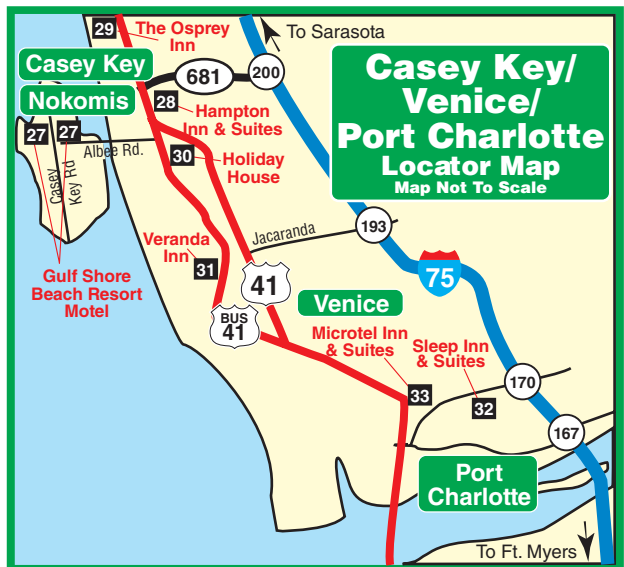 29
The Osprey
Inn
To Sarasota
Casey Key
681
200
Nokomis
28
Hampton
Inn & Suites
27
27
Albee Rd.
30
Holiday
House
Casey
Key Rd
Casey Key/
Venice/
Port Charlotte
Locator Map
Map Not To Scale
Jacaranda
193
Veranda
Inn
31
Gulf Shore
Beach Resort
Motel
41
75
BUS
41
Venice
Microtel Inn
& Suites
Sleep Inn
& Suites
33
32
170
167
Port
Charlotte
To Ft. Myers